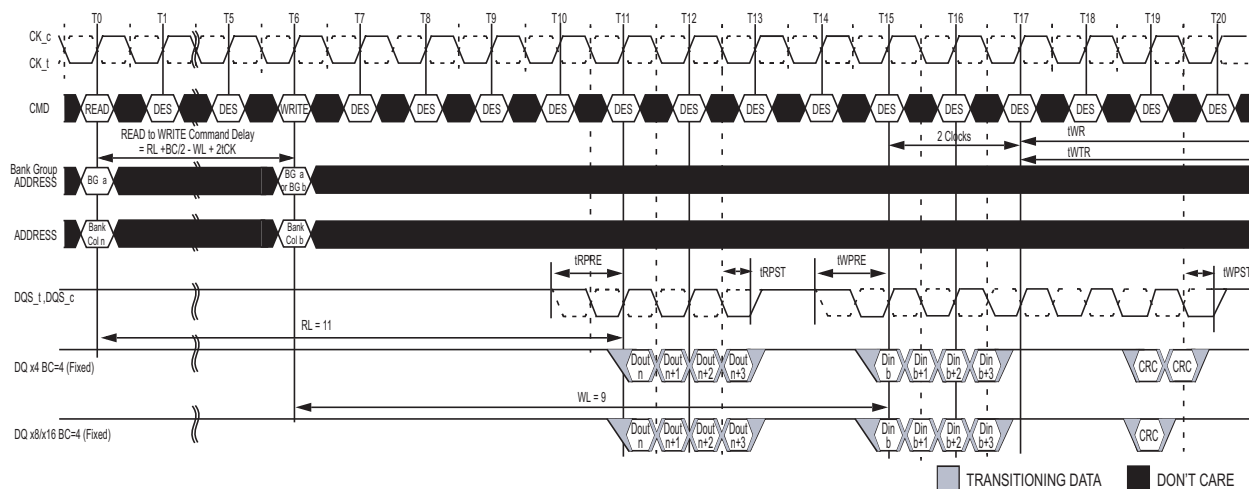 T0 T1 T5 T6 T7 T8 T9 T10 T11 T12 T13 T14 T15 T16 T17 T18 T19 T20
CK_c
CK_t
CMD READ DES DES WRITE DES DES DES DES DES DES DES DES DES DES DES DES DES DES
READ to WRITE Command Delay
= RL +BC/2 - WL + 2tCK
2 Clocks
tWR
tWTR
Bank Group
ADDRESS
BG a
BG a
or BG b
ADDRESS
Bank
Col n
Bank
Col b
tRPRE tRPST tWPRE tWPST
DQS_t ,DQS_c
RL = 11
DQ x4 BC=4 (Fixed)
Dout Dout Dout Dout Din Din Din Din
n n+1 n+2 n+3 b b+1 b+2 b+3
CRC CRC
WL = 9
DQ x8/x16 BC=4 (Fixed)
Dout Dout Dout Dout Din Din Din Din
n n+1 n+2 n+3 b b+1 b+2 b+3
CRC
TRANSITIONING DATA DON'T CARE